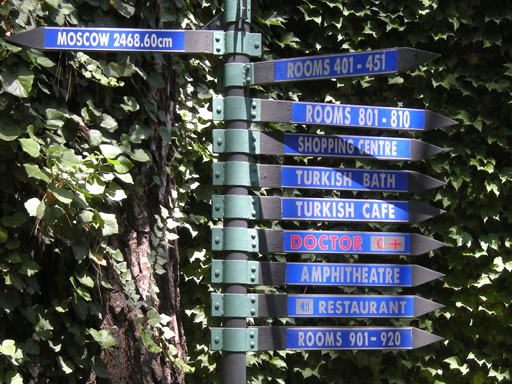 MOSCOW 2468.60cm
ROOMS 401 - 451
ROOMS 801 - 810
SHOPPING CENTRE
TURKISH BATH
TURKISH CAFE
DOCTOR
AMPHITHEATRE
RESTAURANT
ROOMS 901 - 920